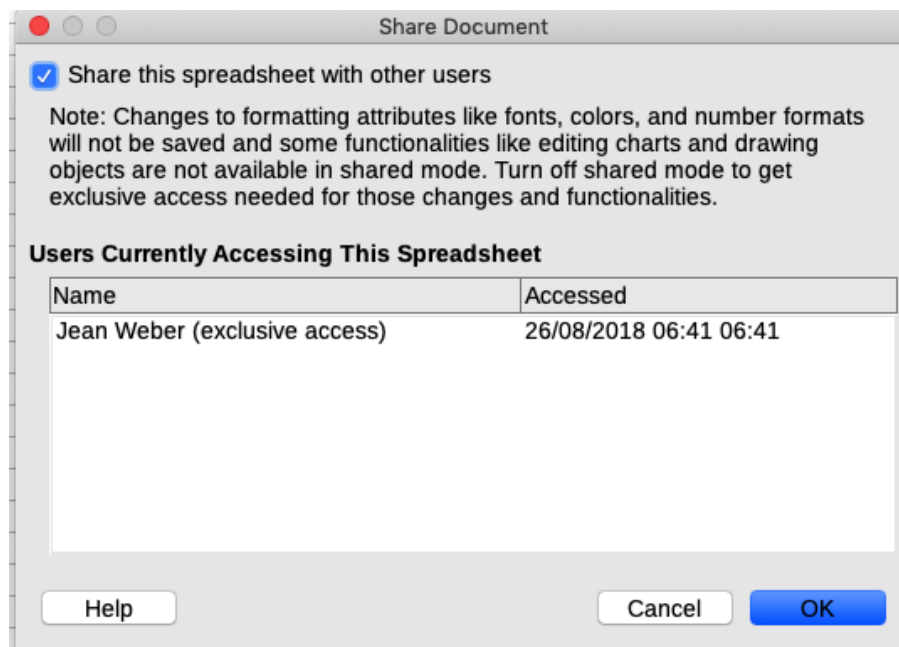 Share Document
Share this spreadsheet with other users
Note: Changes to formatting attributes like fonts, colors, and number formats
will not be saved and some functionalities like editing charts and drawing
objects are not available in shared mode. Turn off shared mode to get
exclusive access needed for those changes and functionalities.
Users Currently Accessing This Spreadsheet
Name Accessed
Jean Weber (exclusive access) 26/08/2018 06:41 06:41
Help Cancel OK